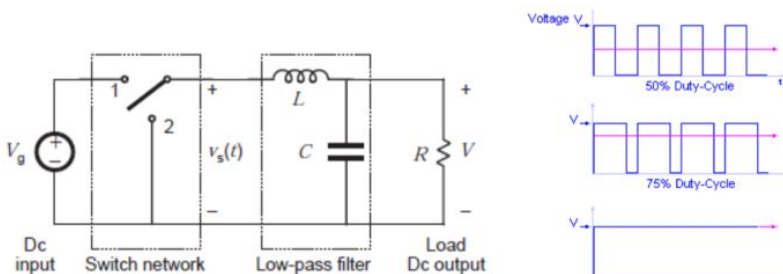 1
2
+
−
V_g
+
−
v_s(t)
L
C
R
+
V
−
Dc input
Switch network
Low-pass filter
Load
Dc output
Voltage V
50% Duty-Cycle
V
75% Duty-Cycle
V